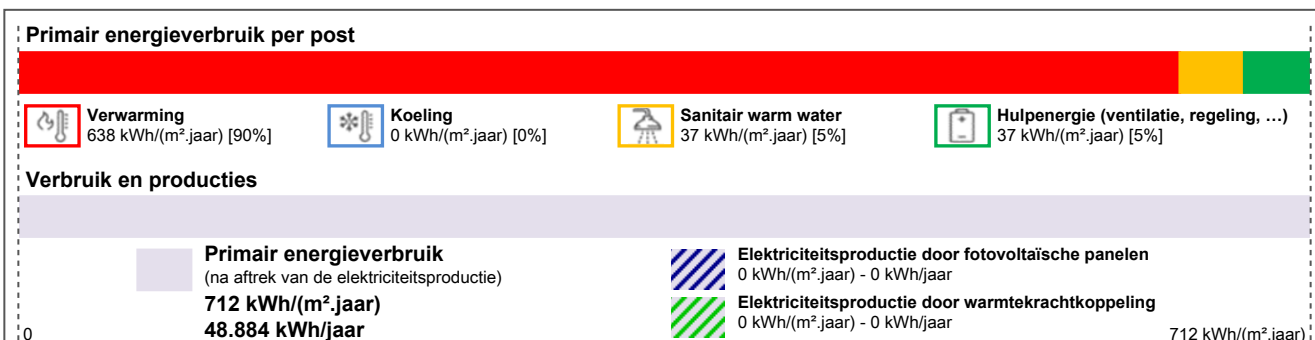 Primair energieverbruik per post
Verwarming
638 kWh/(m².jaar) [90%]
Koeling
0 kWh/(m².jaar) [0%]
Sanitair warm water
37 kWh/(m².jaar) [5%]
Hulpenergie (ventilatie, regeling, …)
37 kWh/(m².jaar) [5%]
Verbruik en producties
Primair energieverbruik
(na aftrek van de elektriciteitsproductie)
712 kWh/(m².jaar)
48.884 kWh/jaar
Elektriciteitsproductie door fotovoltaïsche panelen
0 kWh/(m².jaar) - 0 kWh/jaar
Elektriciteitsproductie door warmtekrachtkoppeling
0 kWh/(m².jaar) - 0 kWh/jaar
0
712 kWh/(m².jaar)